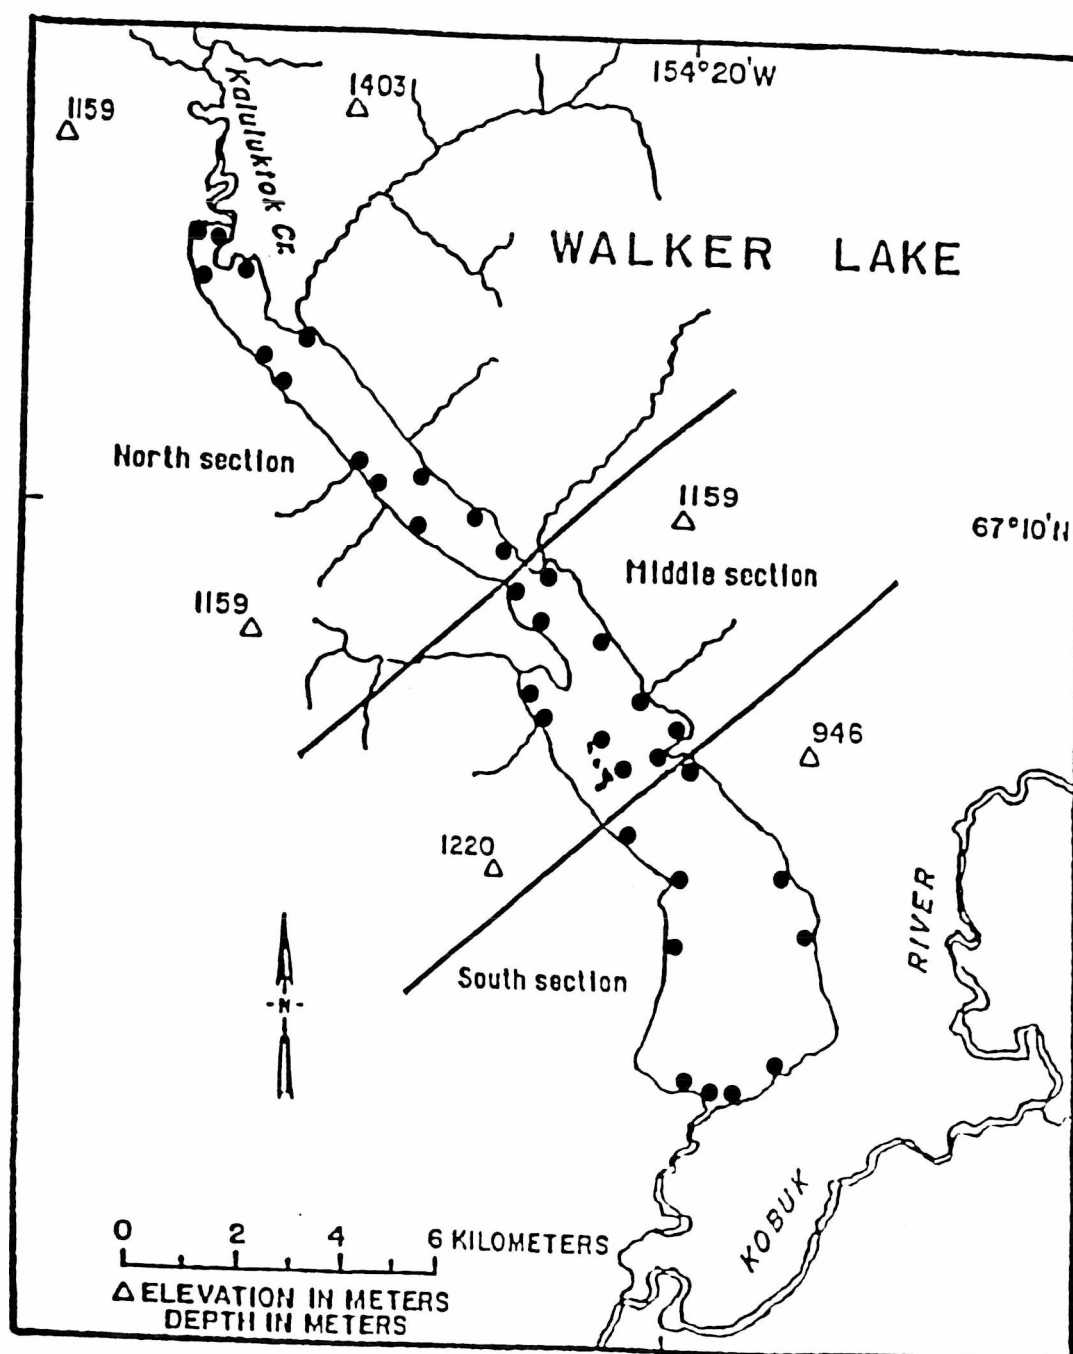 154°20'W
1403
1159
Kaluluktok Cr.
WALKER LAKE
North section
1159
67°10'N
Middle section
1159
946
1220
RIVER
South section
-N-
KOBUK
0 2 4 6 KILOMETERS
△ ELEVATION IN METERS
DEPTH IN METERS